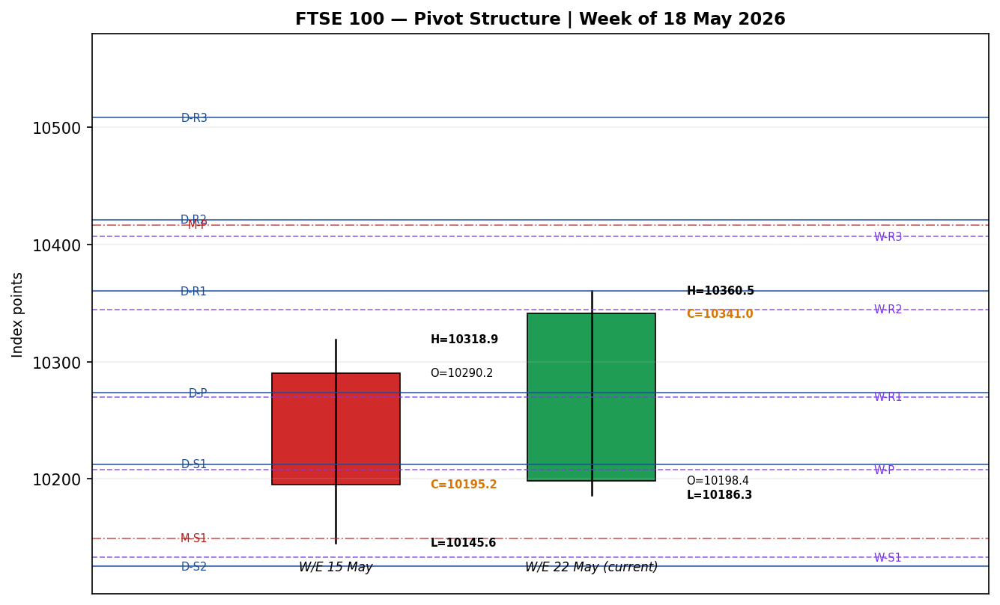 FTSE 100 — Pivot Structure | Week of 18 May 2026
Index points
10500
10400
10300
10200
D-R3
D-R2
M-P
W-R3
D-R1
H=10360.5
W-R2
C=10341.0
H=10318.9
O=10290.2
D-P
W-R1
D-S1
W-P
C=10195.2
O=10198.4
L=10186.3
M-S1
L=10145.6
W-S1
D-S2
W/E 15 May
W/E 22 May (current)